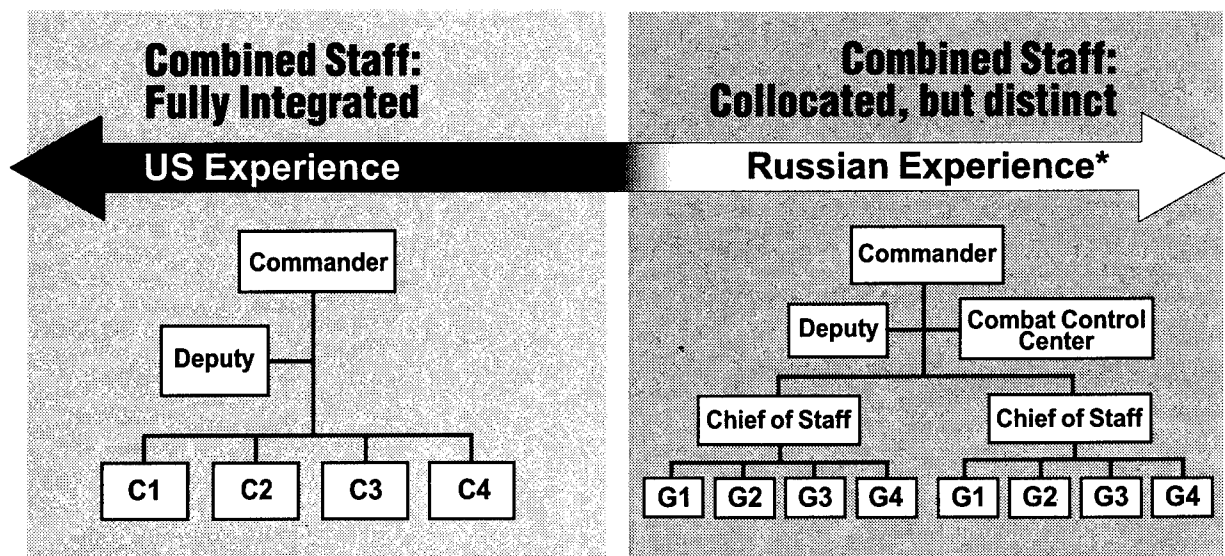 Combined Staff:
Fully Integrated
US Experience
Commander
Deputy
C1 C2 C3 C4
Combined Staff:
Collocated, but distinct
Russian Experience*
Commander
Deputy
Combat Control
Center
Chief of Staff
Chief of Staff
G1 G2 G3 G4
G1 G2 G3 G4